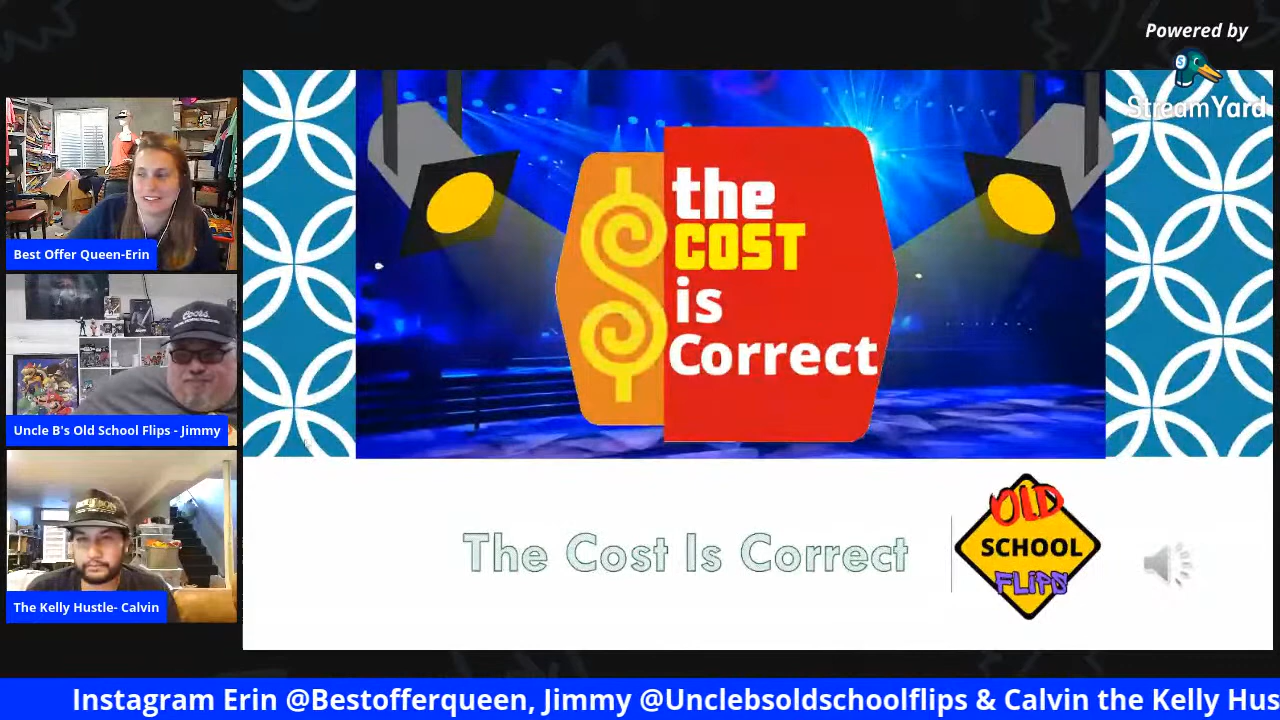 Powered by
StreamYard
the
COST
is
Correct
Best Offer Queen-Erin
Coors
Uncle B's Old School Flips - Jimmy
The Kelly Hustle- Calvin
The Cost Is Correct
OLD
SCHOOL
FLIPS
Instagram Erin @Bestofferqueen, Jimmy @Unclebsoldschoolflips & Calvin the Kelly Hus